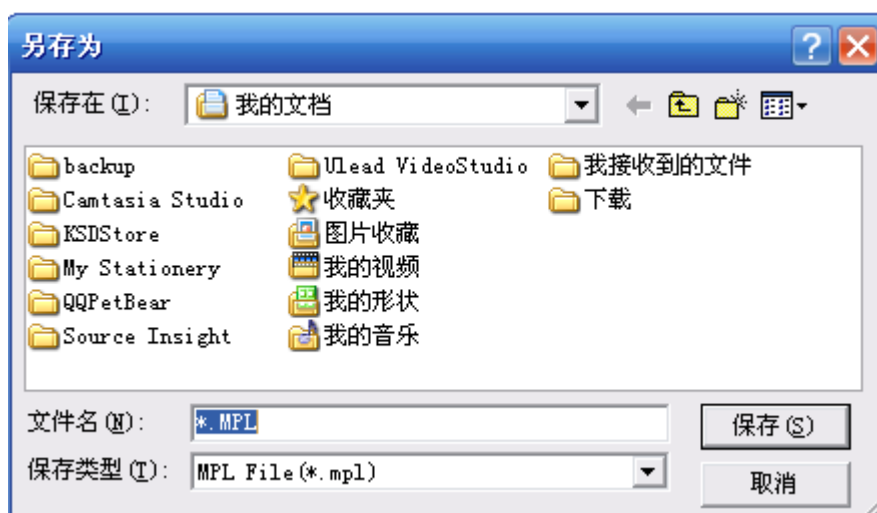 另存为
保存在(I):
我的文档
backup
Camtasia Studio
KSDStore
My Stationery
QQPetBear
Source Insight
Ulead VideoStudio
收藏夹
图片收藏
我的视频
我的形状
我的音乐
我接收到的文件
下载
文件名(N):
*.MPL
保存(S)
保存类型(T):
MPL File(*.mpl)
取消